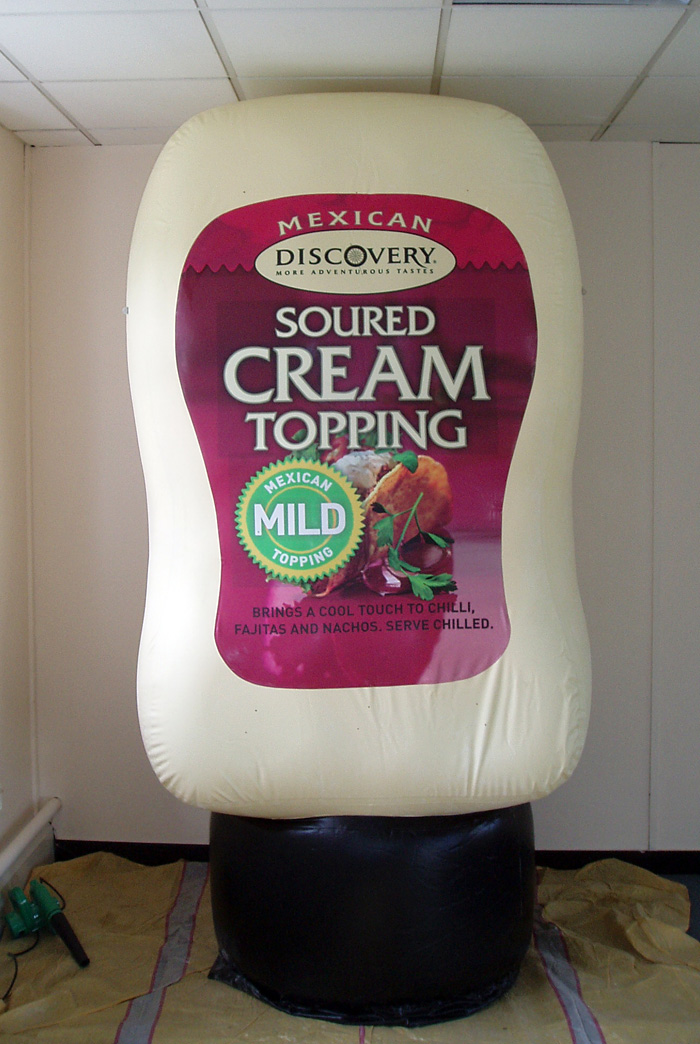 MEXICAN
DISCOVERY®
MORE ADVENTUROUS TASTES
SOURED
CREAM
TOPPING
MEXICAN
MILD
TOPPING
BRINGS A COOL TOUCH TO CHILLI,
FAJITAS AND NACHOS. SERVE CHILLED.